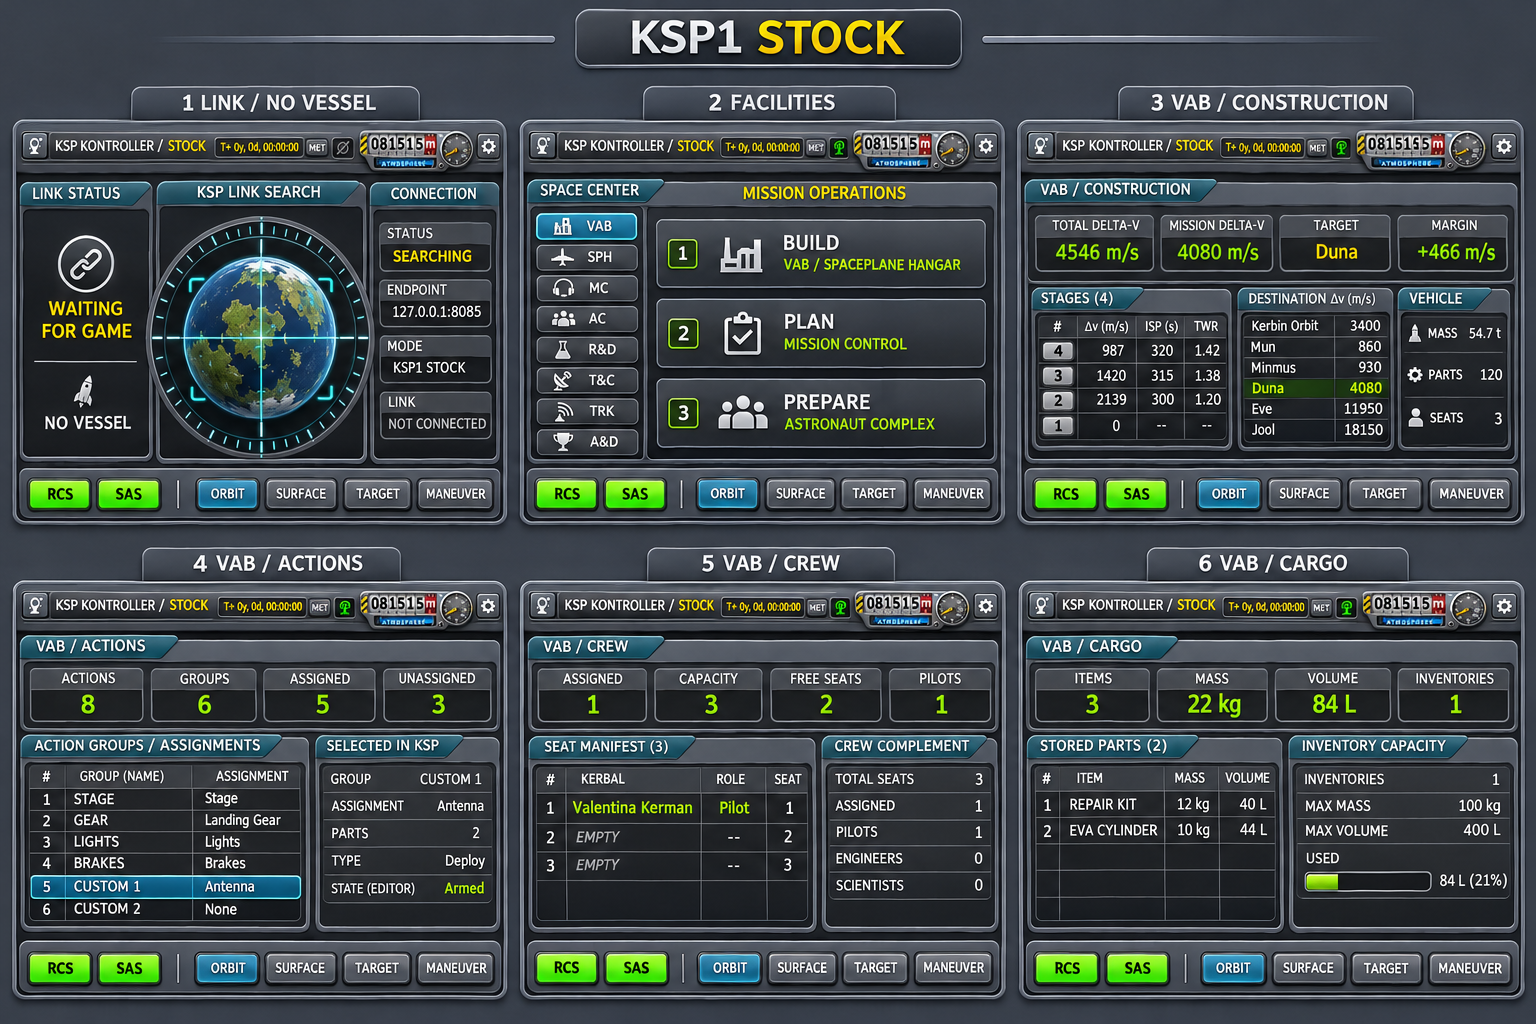 KSP1 STOCK
1 LINK / NO VESSEL
KSP KONTROLLER / STOCK
T+ 0y, 0d, 00:00:00
MET
081515 m
ATMOSPHERE
LINK STATUS
WAITING
FOR GAME
NO VESSEL
KSP LINK SEARCH
CONNECTION
STATUS
SEARCHING
ENDPOINT
127.0.0.1:8085
MODE
KSP1 STOCK
LINK
NOT CONNECTED
RCS SAS ORBIT SURFACE TARGET MANEUVER
2 FACILITIES
KSP KONTROLLER / STOCK
T+ 0y, 0d, 00:00:00
MET
081515 m
ATMOSPHERE
SPACE CENTER
VAB
SPH
MC
AC
R&D
T&C
TRK
A&D
MISSION OPERATIONS
1 BUILD
VAB / SPACEPLANE HANGAR
2 PLAN
MISSION CONTROL
3 PREPARE
ASTRONAUT COMPLEX
RCS SAS ORBIT SURFACE TARGET MANEUVER
3 VAB / CONSTRUCTION
KSP KONTROLLER / STOCK
T+ 0y, 0d, 00:00:00
MET
081515 m
ATMOSPHERE
VAB / CONSTRUCTION
TOTAL DELTA-V
4546 m/s
MISSION DELTA-V
4080 m/s
TARGET
Duna
MARGIN
+466 m/s
STAGES (4)
# Δv (m/s) ISP (s) TWR
4 987 320 1.42
3 1420 315 1.38
2 2139 300 1.20
1 0 -- --
DESTINATION Δv (m/s)
Kerbin Orbit 3400
Mun 860
Minmus 930
Duna 4080
Eve 11950
Jool 18150
VEHICLE
MASS 54.7 t
PARTS 120
SEATS 3
RCS SAS ORBIT SURFACE TARGET MANEUVER
4 VAB / ACTIONS
KSP KONTROLLER / STOCK
T+ 0y, 0d, 00:00:00
MET
081515 m
ATMOSPHERE
VAB / ACTIONS
ACTIONS
8
GROUPS
6
ASSIGNED
5
UNASSIGNED
3
ACTION GROUPS / ASSIGNMENTS
# GROUP (NAME) ASSIGNMENT
1 STAGE Stage
2 GEAR Landing Gear
3 LIGHTS Lights
4 BRAKES Brakes
5 CUSTOM 1 Antenna
6 CUSTOM 2 None
SELECTED IN KSP
GROUP CUSTOM 1
ASSIGNMENT Antenna
PARTS 2
TYPE Deploy
STATE (EDITOR) Armed
RCS SAS ORBIT SURFACE TARGET MANEUVER
5 VAB / CREW
KSP KONTROLLER / STOCK
T+ 0y, 0d, 00:00:00
MET
081515 m
ATMOSPHERE
VAB / CREW
ASSIGNED
1
CAPACITY
3
FREE SEATS
2
PILOTS
1
SEAT MANIFEST (3)
# KERBAL ROLE SEAT
1 Valentina Kerman Pilot 1
2 EMPTY -- 2
3 EMPTY -- 3
CREW COMPLEMENT
TOTAL SEATS 3
ASSIGNED 1
PILOTS 1
ENGINEERS 0
SCIENTISTS 0
RCS SAS ORBIT SURFACE TARGET MANEUVER
6 VAB / CARGO
KSP KONTROLLER / STOCK
T+ 0y, 0d, 00:00:00
MET
081515 m
ATMOSPHERE
VAB / CARGO
ITEMS
3
MASS
22 kg
VOLUME
84 L
INVENTORIES
1
STORED PARTS (2)
# ITEM MASS VOLUME
1 REPAIR KIT 12 kg 40 L
2 EVA CYLINDER 10 kg 44 L
INVENTORY CAPACITY
INVENTORIES 1
MAX MASS 100 kg
MAX VOLUME 400 L
USED
84 L (21%)
RCS SAS ORBIT SURFACE TARGET MANEUVER